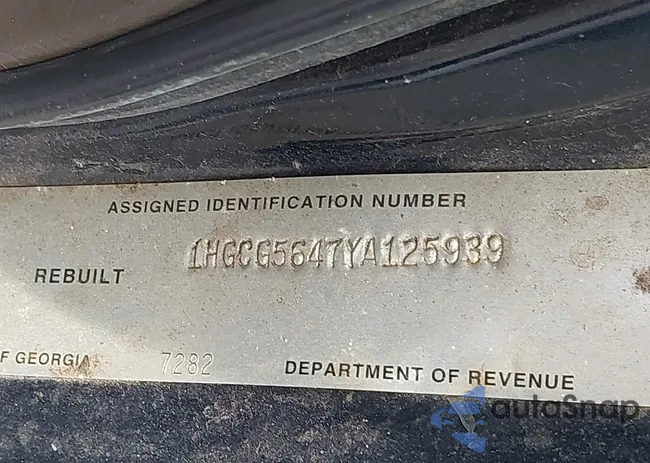 ASSIGNED IDENTIFICATION NUMBER
REBUILT 1HGCG5647YA125939
F GEORGIA 7282 DEPARTMENT OF REVENUE
autoSnap